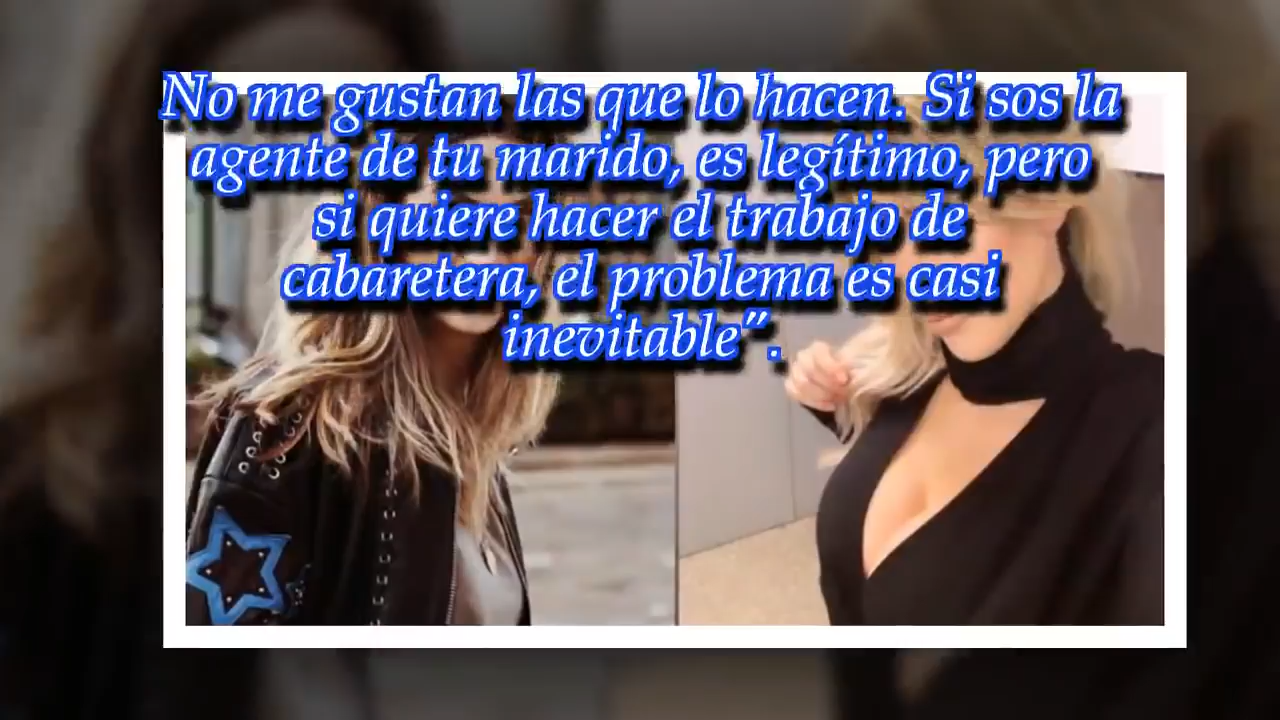 No me gustan las que lo hacen. Si sos la
agente de tu marido, es legítimo, pero
si quiere hacer el trabajo de
cabaretera, el problema es casi
inevitable”.